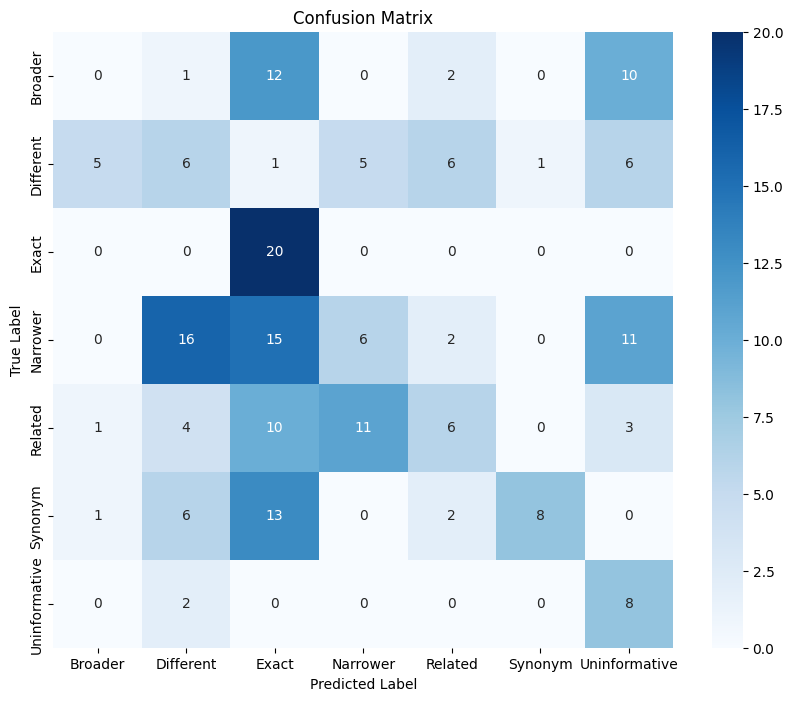 Confusion Matrix
Broader 0 1 12 0 2 0 10
Different 5 6 1 5 6 1 6
Exact 0 0 20 0 0 0 0
Narrower 0 16 15 6 2 0 11
Related 1 4 10 11 6 0 3
Synonym 1 6 13 0 2 8 0
Uninformative 0 2 0 0 0 0 8
Broader Different Exact Narrower Related Synonym Uninformative
Predicted Label
True Label
20.0
17.5
15.0
12.5
10.0
7.5
5.0
2.5
0.0